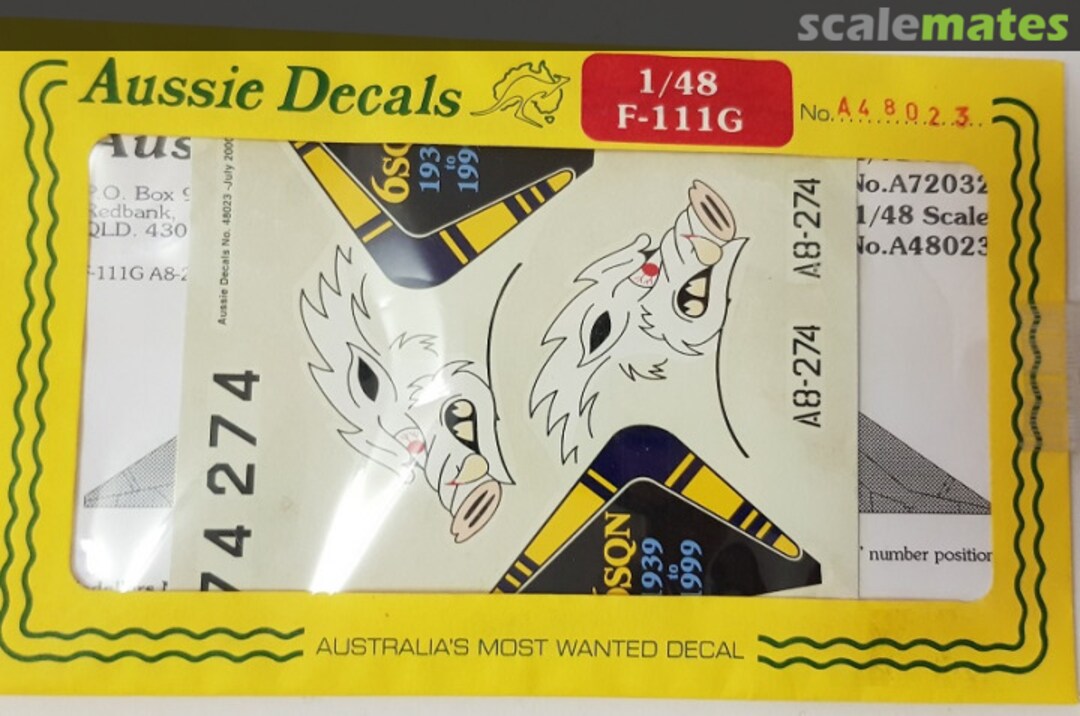 scalemates
Aussie Decals
1/48
F-111G
No. A48023
Aus
P.O. Box 9
Redbank,
QLD. 430
F-111G A8-2
Aussie Decals No. 48023 -July 2000
6SQ
193
to
199
No.A72032
1/48 Scale
No.A48023
A8-274
A8-274
74 274
6SQN
1939
to
1999
number position
AUSTRALIA'S MOST WANTED DECAL